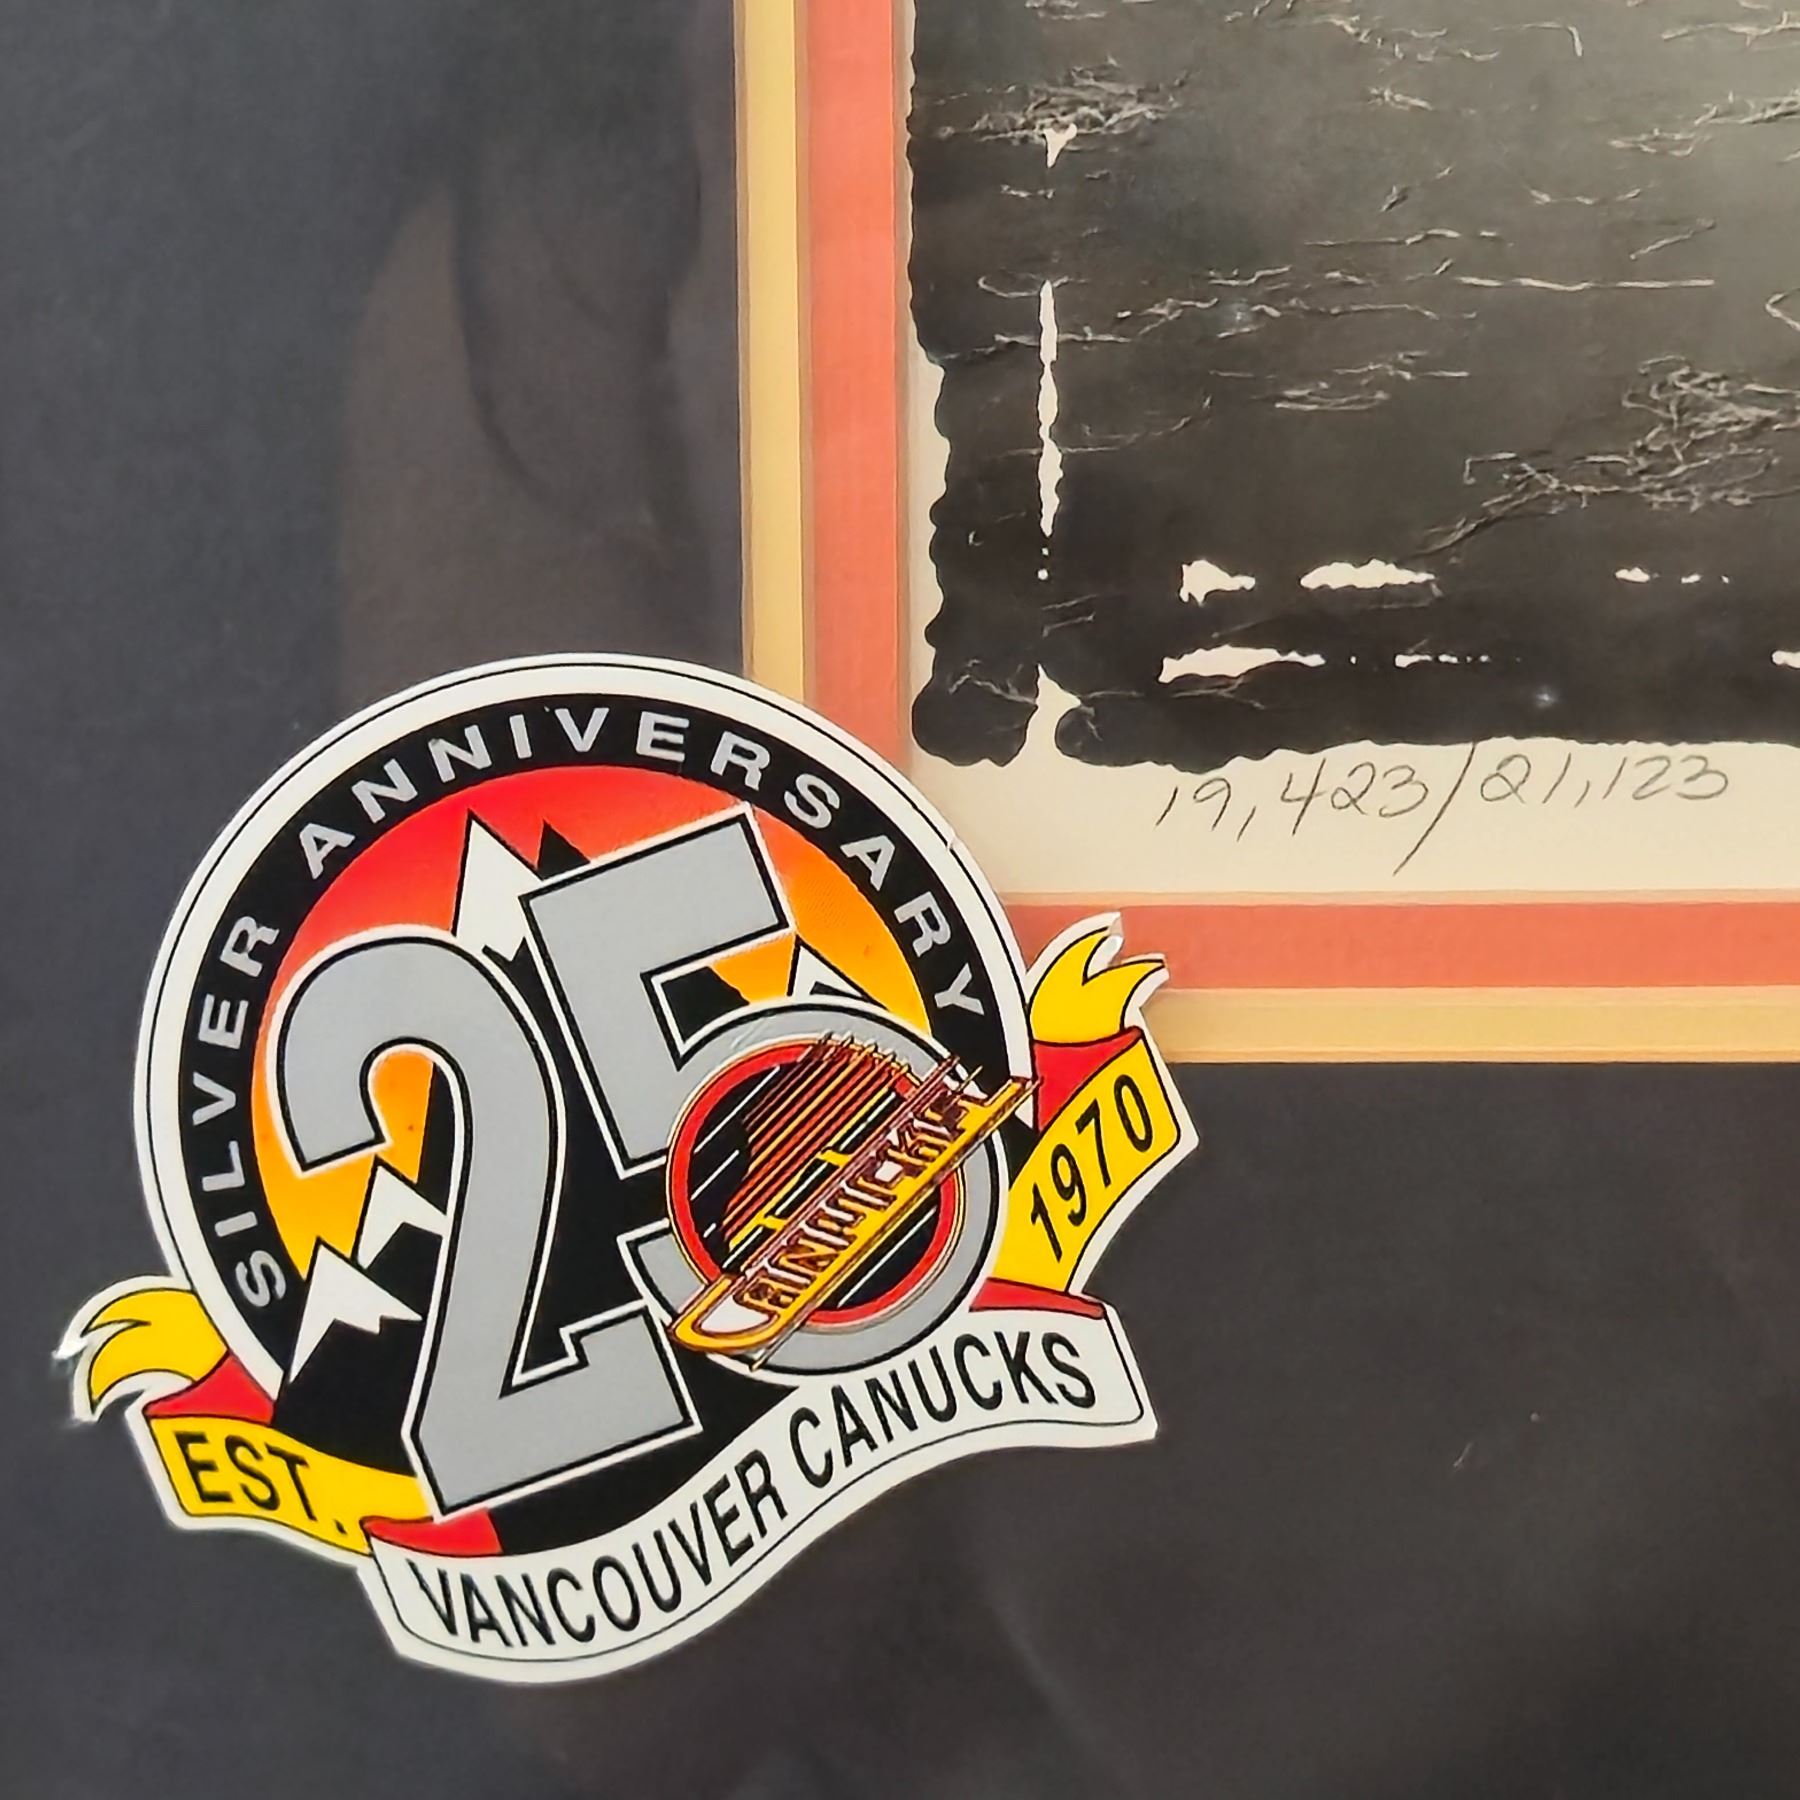 19,423/21,123
SILVER ANNIVERSARY
25
1970
EST.
VANCOUVER CANUCKS